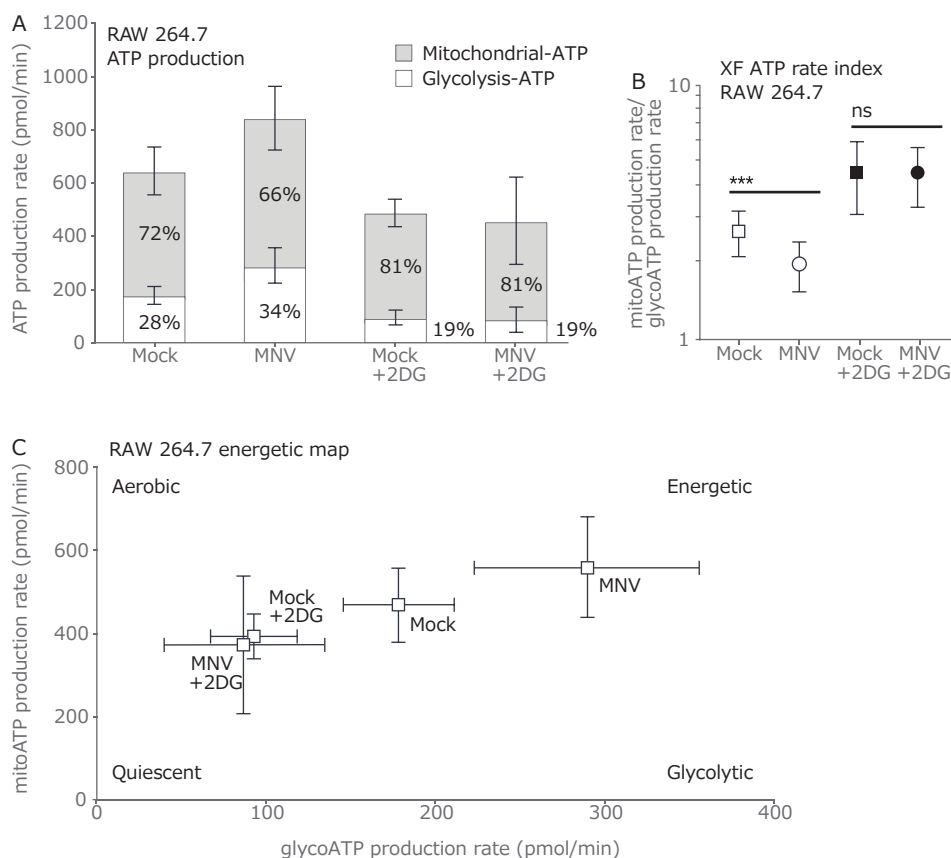 A
RAW 264.7
ATP production
Mitochondrial-ATP
Glycolysis-ATP
ATP production rate (pmol/min)
1200
1000
800
600
400
200
0
72%
28%
66%
34%
81%
19%
81%
19%
Mock
MNV
Mock
+2DG
MNV
+2DG
B
XF ATP rate index
RAW 264.7
mitoATP production rate/
glycoATP production rate
10
1
***
ns
Mock
MNV
Mock
+2DG
MNV
+2DG
C
RAW 264.7 energetic map
mitoATP production rate (pmol/min)
800
600
400
200
0
Aerobic
Energetic
Mock
+2DG
MNV
+2DG
Mock
MNV
Quiescent
Glycolytic
0
100
200
300
400
glycoATP production rate (pmol/min)